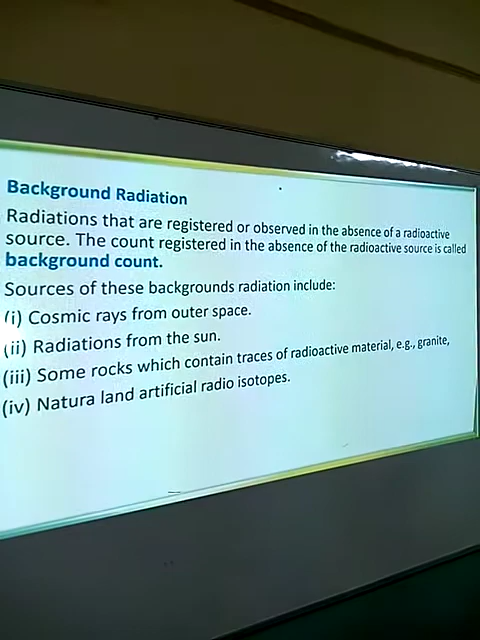 Background Radiation
Radiations that are registered or observed in the absence of a radioactive
source. The count registered in the absence of the radioactive source is called
background count.
Sources of these backgrounds radiation include:
(i) Cosmic rays from outer space.
(ii) Radiations from the sun.
(iii) Some rocks which contain traces of radioactive material, e.g., granite,
(iv) Natura land artificial radio isotopes.